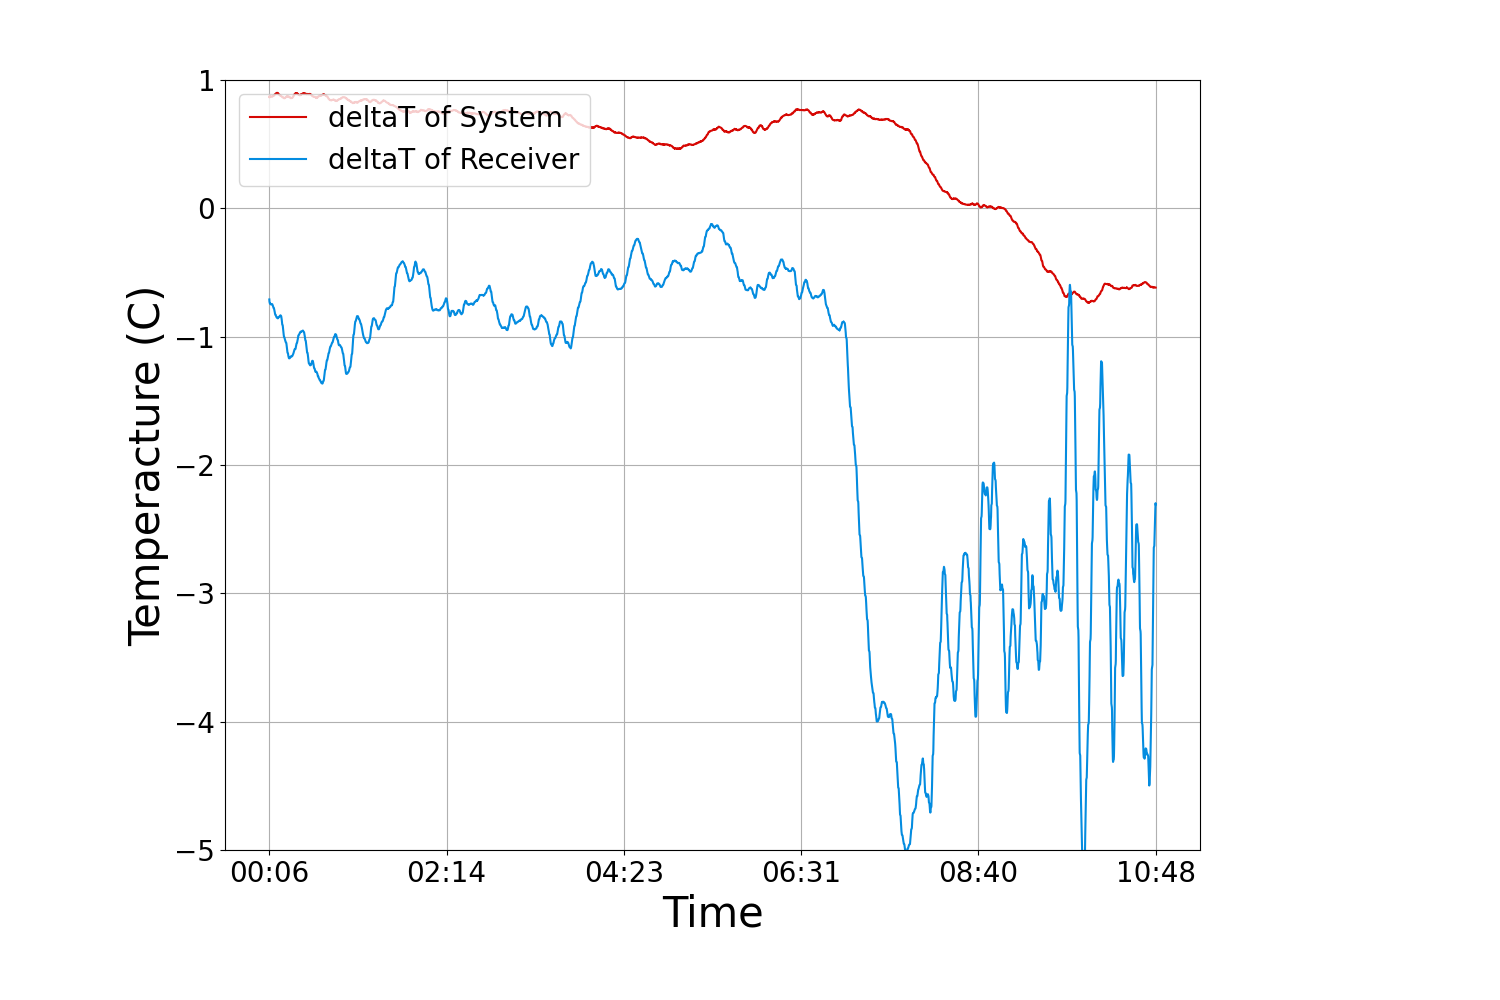 1
0
−1
−2
−3
−4
−5
Temperacture (C)
deltaT of System
deltaT of Receiver
00:06 02:14 04:23 06:31 08:40 10:48
Time